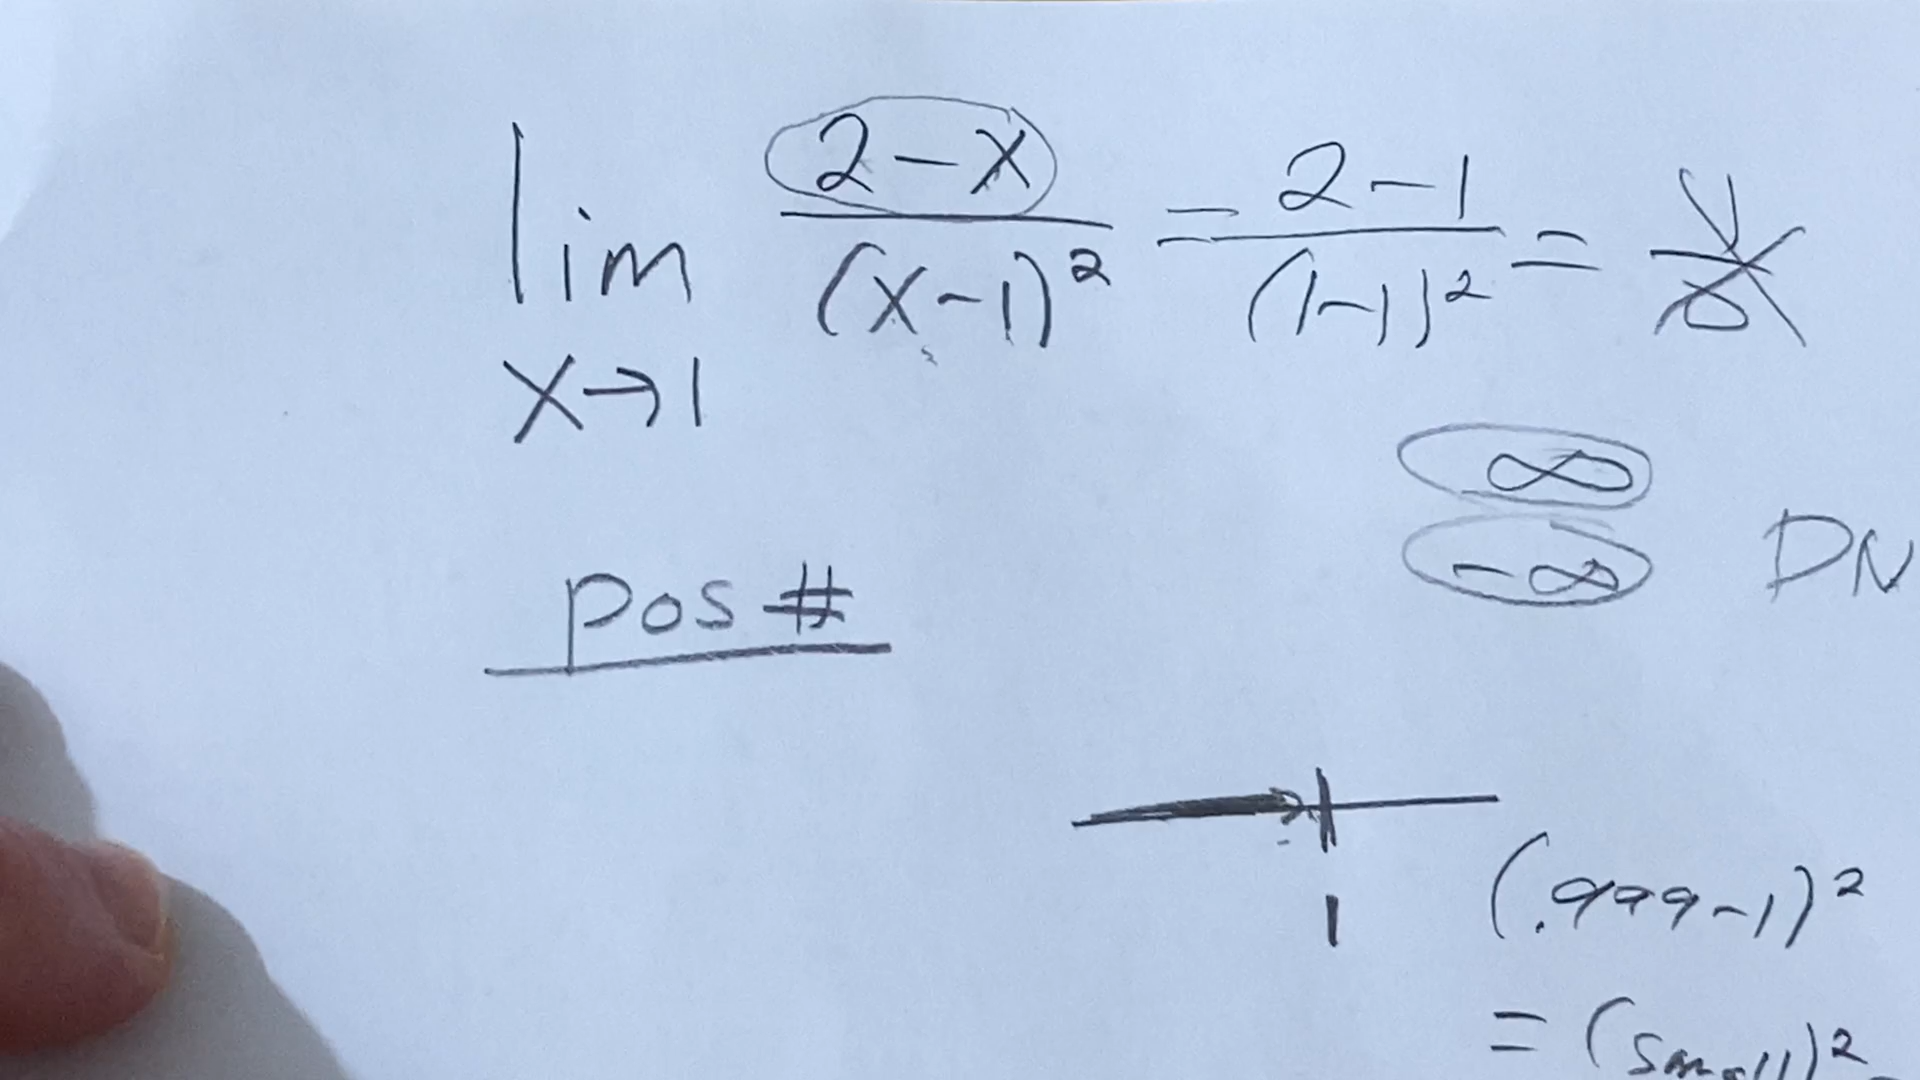 lim x→1 (2-x)/(x-1)² = (2-1)/(1-1)² = 1/0
∞
-∞ DN
pos #
1
(.999-1)²
= (small)²